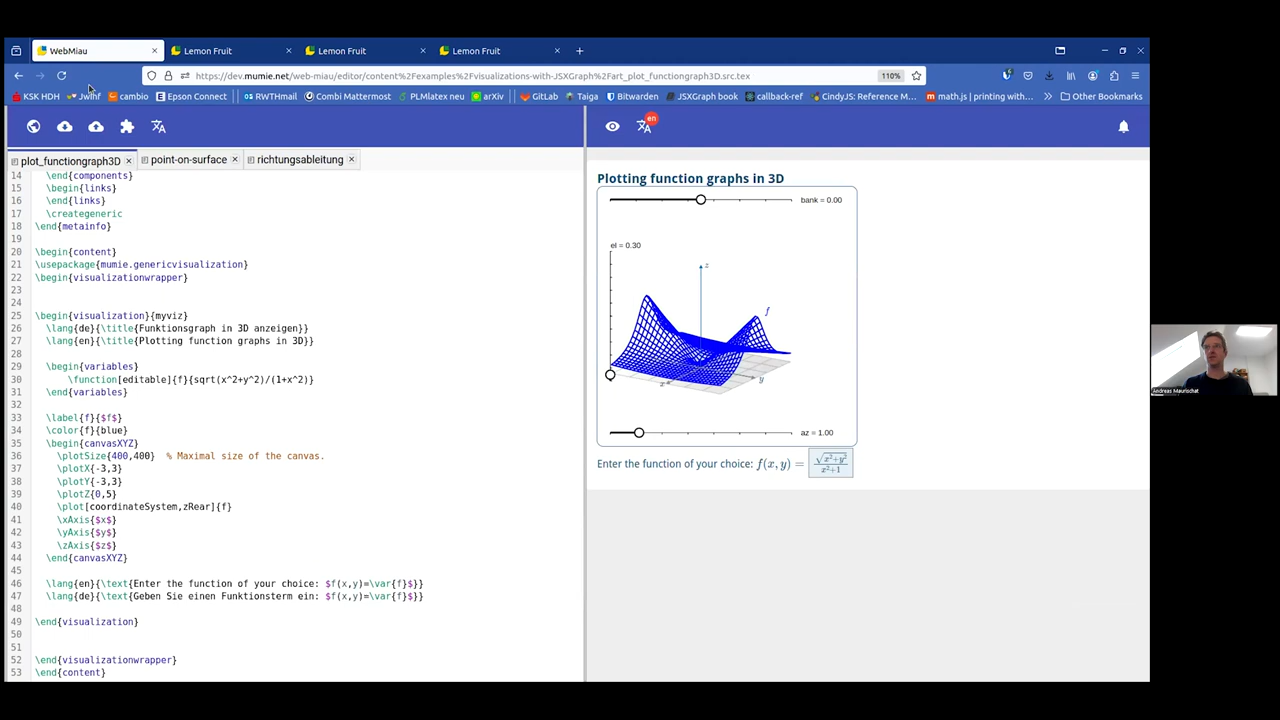 WebMiau
Lemon Fruit
Lemon Fruit
Lemon Fruit
https://dev.mumie.net/web-miau/editor/content%2Fexamples%2Fvisualizations-with-JSXGraph%2Fart_plot_functiongraph3D.src.tex
110%
KSK HDH
Jwlnf
cambio
Epson Connect
RWTHmail
Combi Mattermost
PLMlatex neu
arXiv
GitLab
Taiga
Bitwarden
JSXGraph book
callback-ref
CindyJS: Reference M...
math.js | printing with...
Other Bookmarks
en
plot_functiongraph3D
point-on-surface
richtungsableitung
14 \end{components}
15 \begin{links}
16 \end{links}
17 \creategeneric
18 \end{metainfo}
19
20 \begin{content}
21 \usepackage{mumie.genericvisualization}
22 \begin{visualizationwrapper}
23
24
25 \begin{visualization}{myviz}
26 \lang{de}{\title{Funktionsgraph in 3D anzeigen}}
27 \lang{en}{\title{Plotting function graphs in 3D}}
28
29 \begin{variables}
30 \function[editable]{f}{sqrt(x^2+y^2)/(1+x^2)}
31 \end{variables}
32
33 \label{f}{$f$}
34 \color{f}{blue}
35 \begin{canvasXYZ}
36 \plotSize{400,400} % Maximal size of the canvas.
37 \plotX{-3,3}
38 \plotY{-3,3}
39 \plotZ{0,5}
40 \plot[coordinateSystem,zRear]{f}
41 \xAxis{$x$}
42 \yAxis{$y$}
43 \zAxis{$z$}
44 \end{canvasXYZ}
45
46 \lang{en}{\text{Enter the function of your choice: $f(x,y)=\var{f}$}}
47 \lang{de}{\text{Geben Sie einen Funktionsterm ein: $f(x,y)=\var{f}$}}
48
49 \end{visualization}
50
51
52 \end{visualizationwrapper}
53 \end{content}
Plotting function graphs in 3D
bank = 0.00
el = 0.30
z
f
x
y
az = 1.00
Enter the function of your choice: f(x, y) = √x²+y² / x²+1
Andreas Maurischat